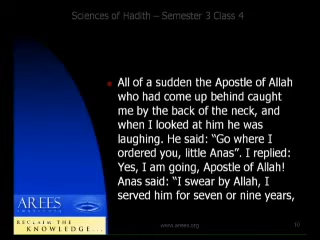 Sciences of Hadith – Semester 3 Class 4
All of a sudden the Apostle of Allah
who had come up behind caught
me by the back of the neck, and
when I looked at him he was
laughing. He said: “Go where I
ordered you, little Anas”. I replied:
Yes, I am going, Apostle of Allah!
Anas said: “I swear by Allah, I
served him for seven or nine years,
AREES
INSTITUTE
RECLAIM THE
KNOWLEDGE...
www.arees.org
10